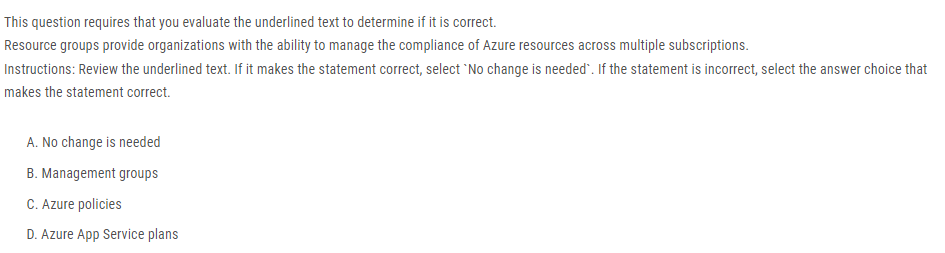 This question requires that you evaluate the underlined text to determine if it is correct.
Resource groups provide organizations with the ability to manage the compliance of Azure resources across multiple subscriptions.
Instructions: Review the underlined text. If it makes the statement correct, select `No change is needed`. If the statement is incorrect, select the answer choice that
makes the statement correct.
A. No change is needed
B. Management groups
C. Azure policies
D. Azure App Service plans